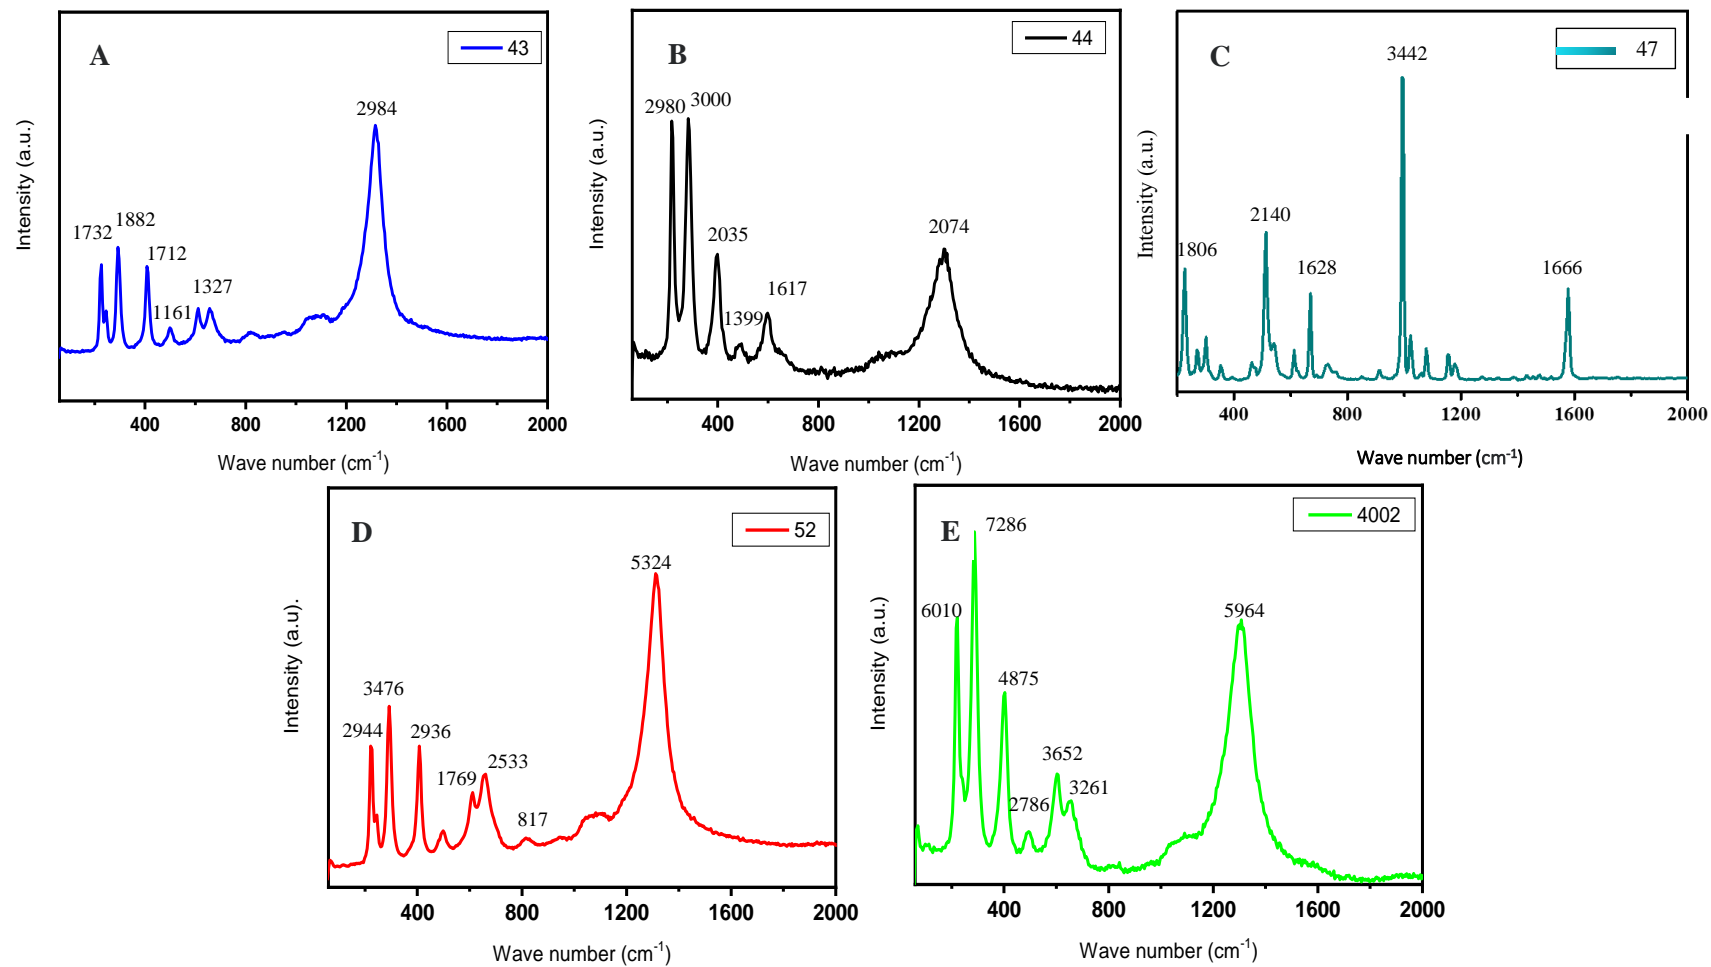 A
43
2984
1732
1882
1712
1161
1327
Intensity (a.u.)
400 800 1200 1600 2000
Wave number (cm-1)
B
44
2980
3000
2035
1399
1617
2074
Intensity (a.u.)
400 800 1200 1600 2000
Wave number (cm-1)
C
47
3442
1806
2140
1628
1666
Intensity (a.u.)
400 800 1200 1600 2000
Wave number (cm-1)
D
52
5324
2944
3476
2936
1769
2533
817
Intensity (a.u).
400 800 1200 1600 2000
Wave number (cm-1)
E
4002
7286
6010
4875
2786
3652
3261
5964
Intensity (a.u.)
400 800 1200 1600 2000
Wave number (cm-1)